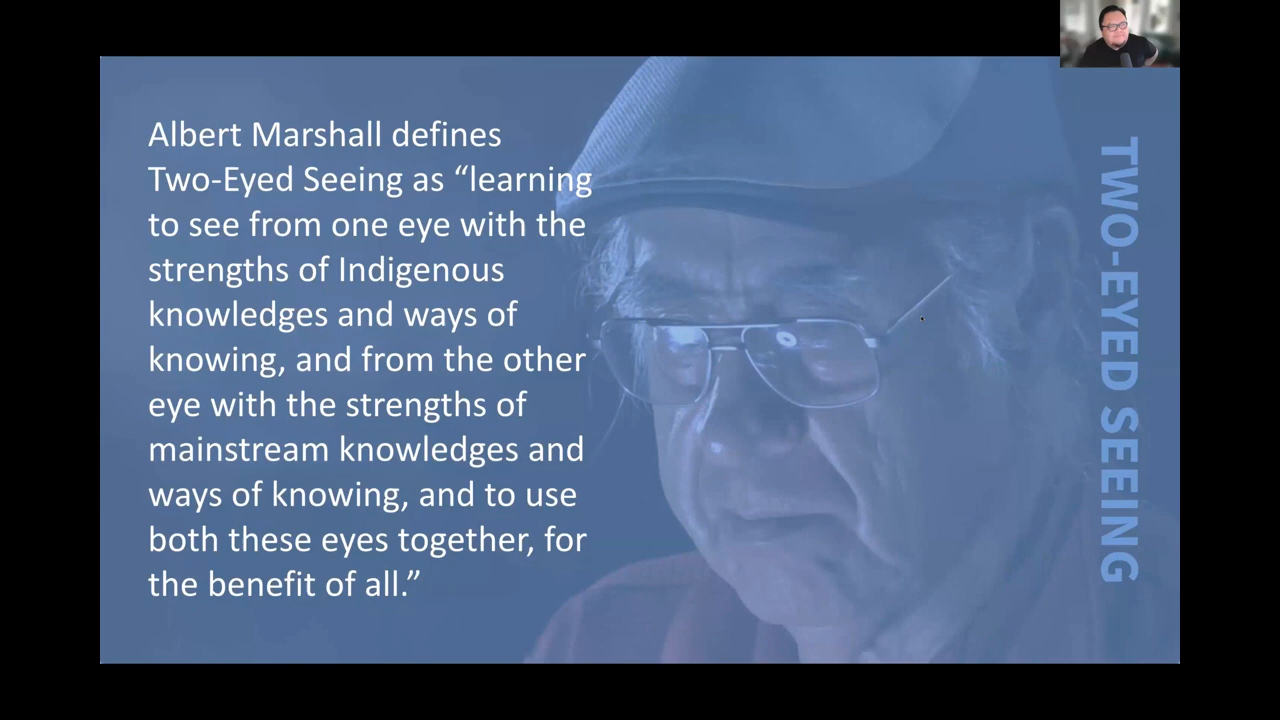 Albert Marshall defines
Two-Eyed Seeing as “learning
to see from one eye with the
strengths of Indigenous
knowledges and ways of
knowing, and from the other
eye with the strengths of
mainstream knowledges and
ways of knowing, and to use
both these eyes together, for
the benefit of all.”
TWO-EYED SEEING